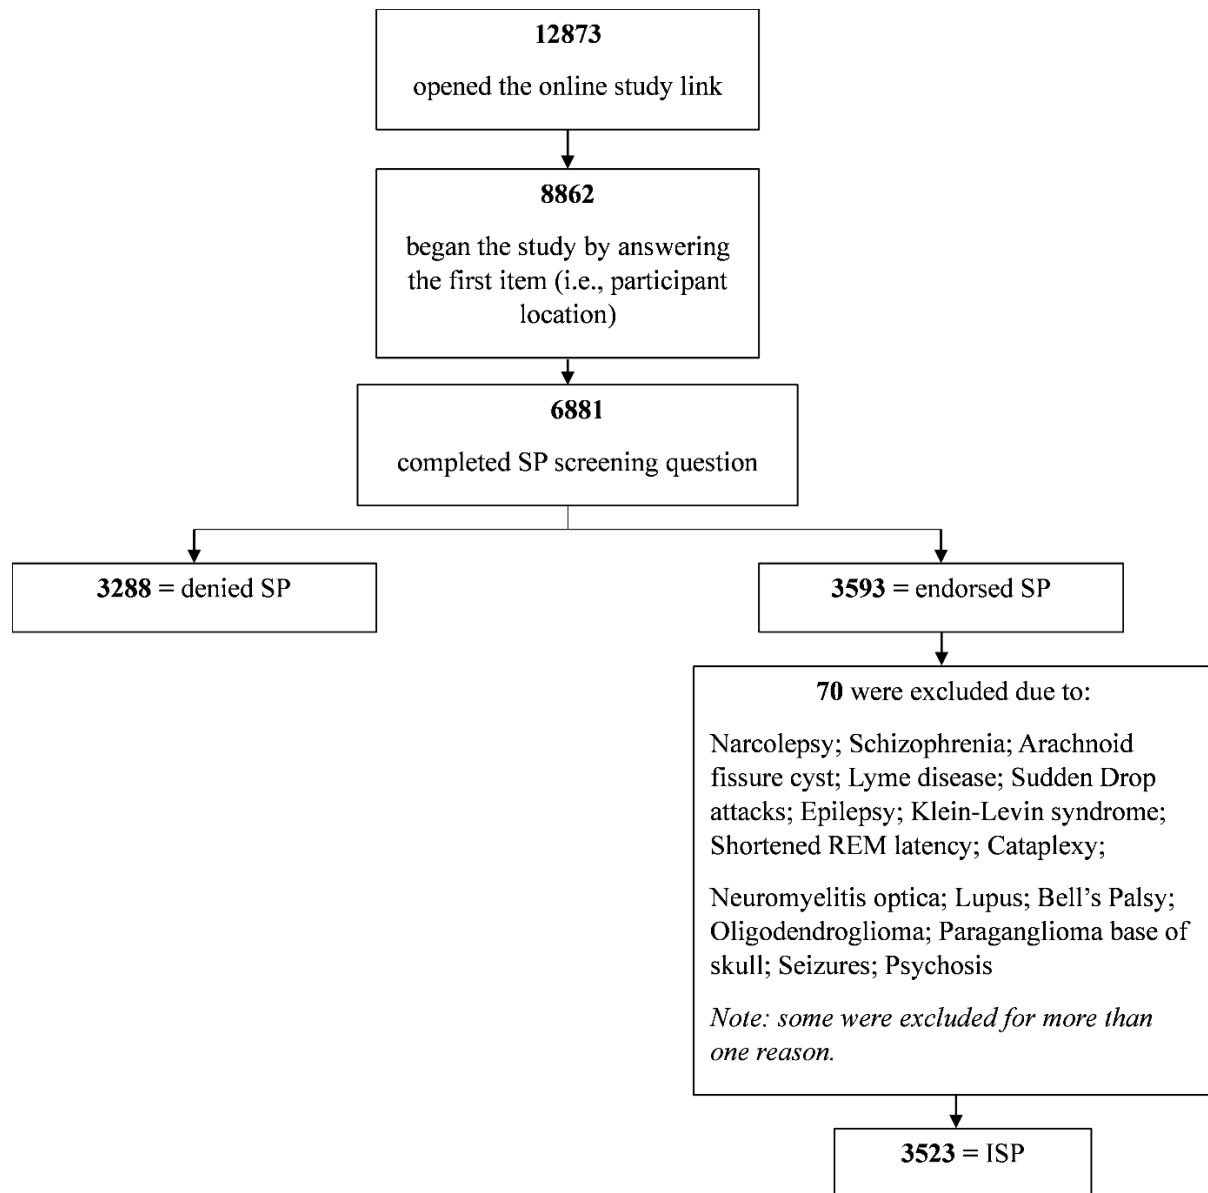 12873
opened the online study link
8862
began the study by answering
the first item (i.e., participant
location)
6881
completed SP screening question
3288 = denied SP
3593 = endorsed SP
70 were excluded due to:
Narcolepsy; Schizophrenia; Arachnoid
fissure cyst; Lyme disease; Sudden Drop
attacks; Epilepsy; Klein-Levin syndrome;
Shortened REM latency; Cataplexy;
Neuromyelitis optica; Lupus; Bell’s Palsy;
Oligodendroglioma; Paraganglioma base of
skull; Seizures; Psychosis
Note: some were excluded for more than
one reason.
3523 = ISP